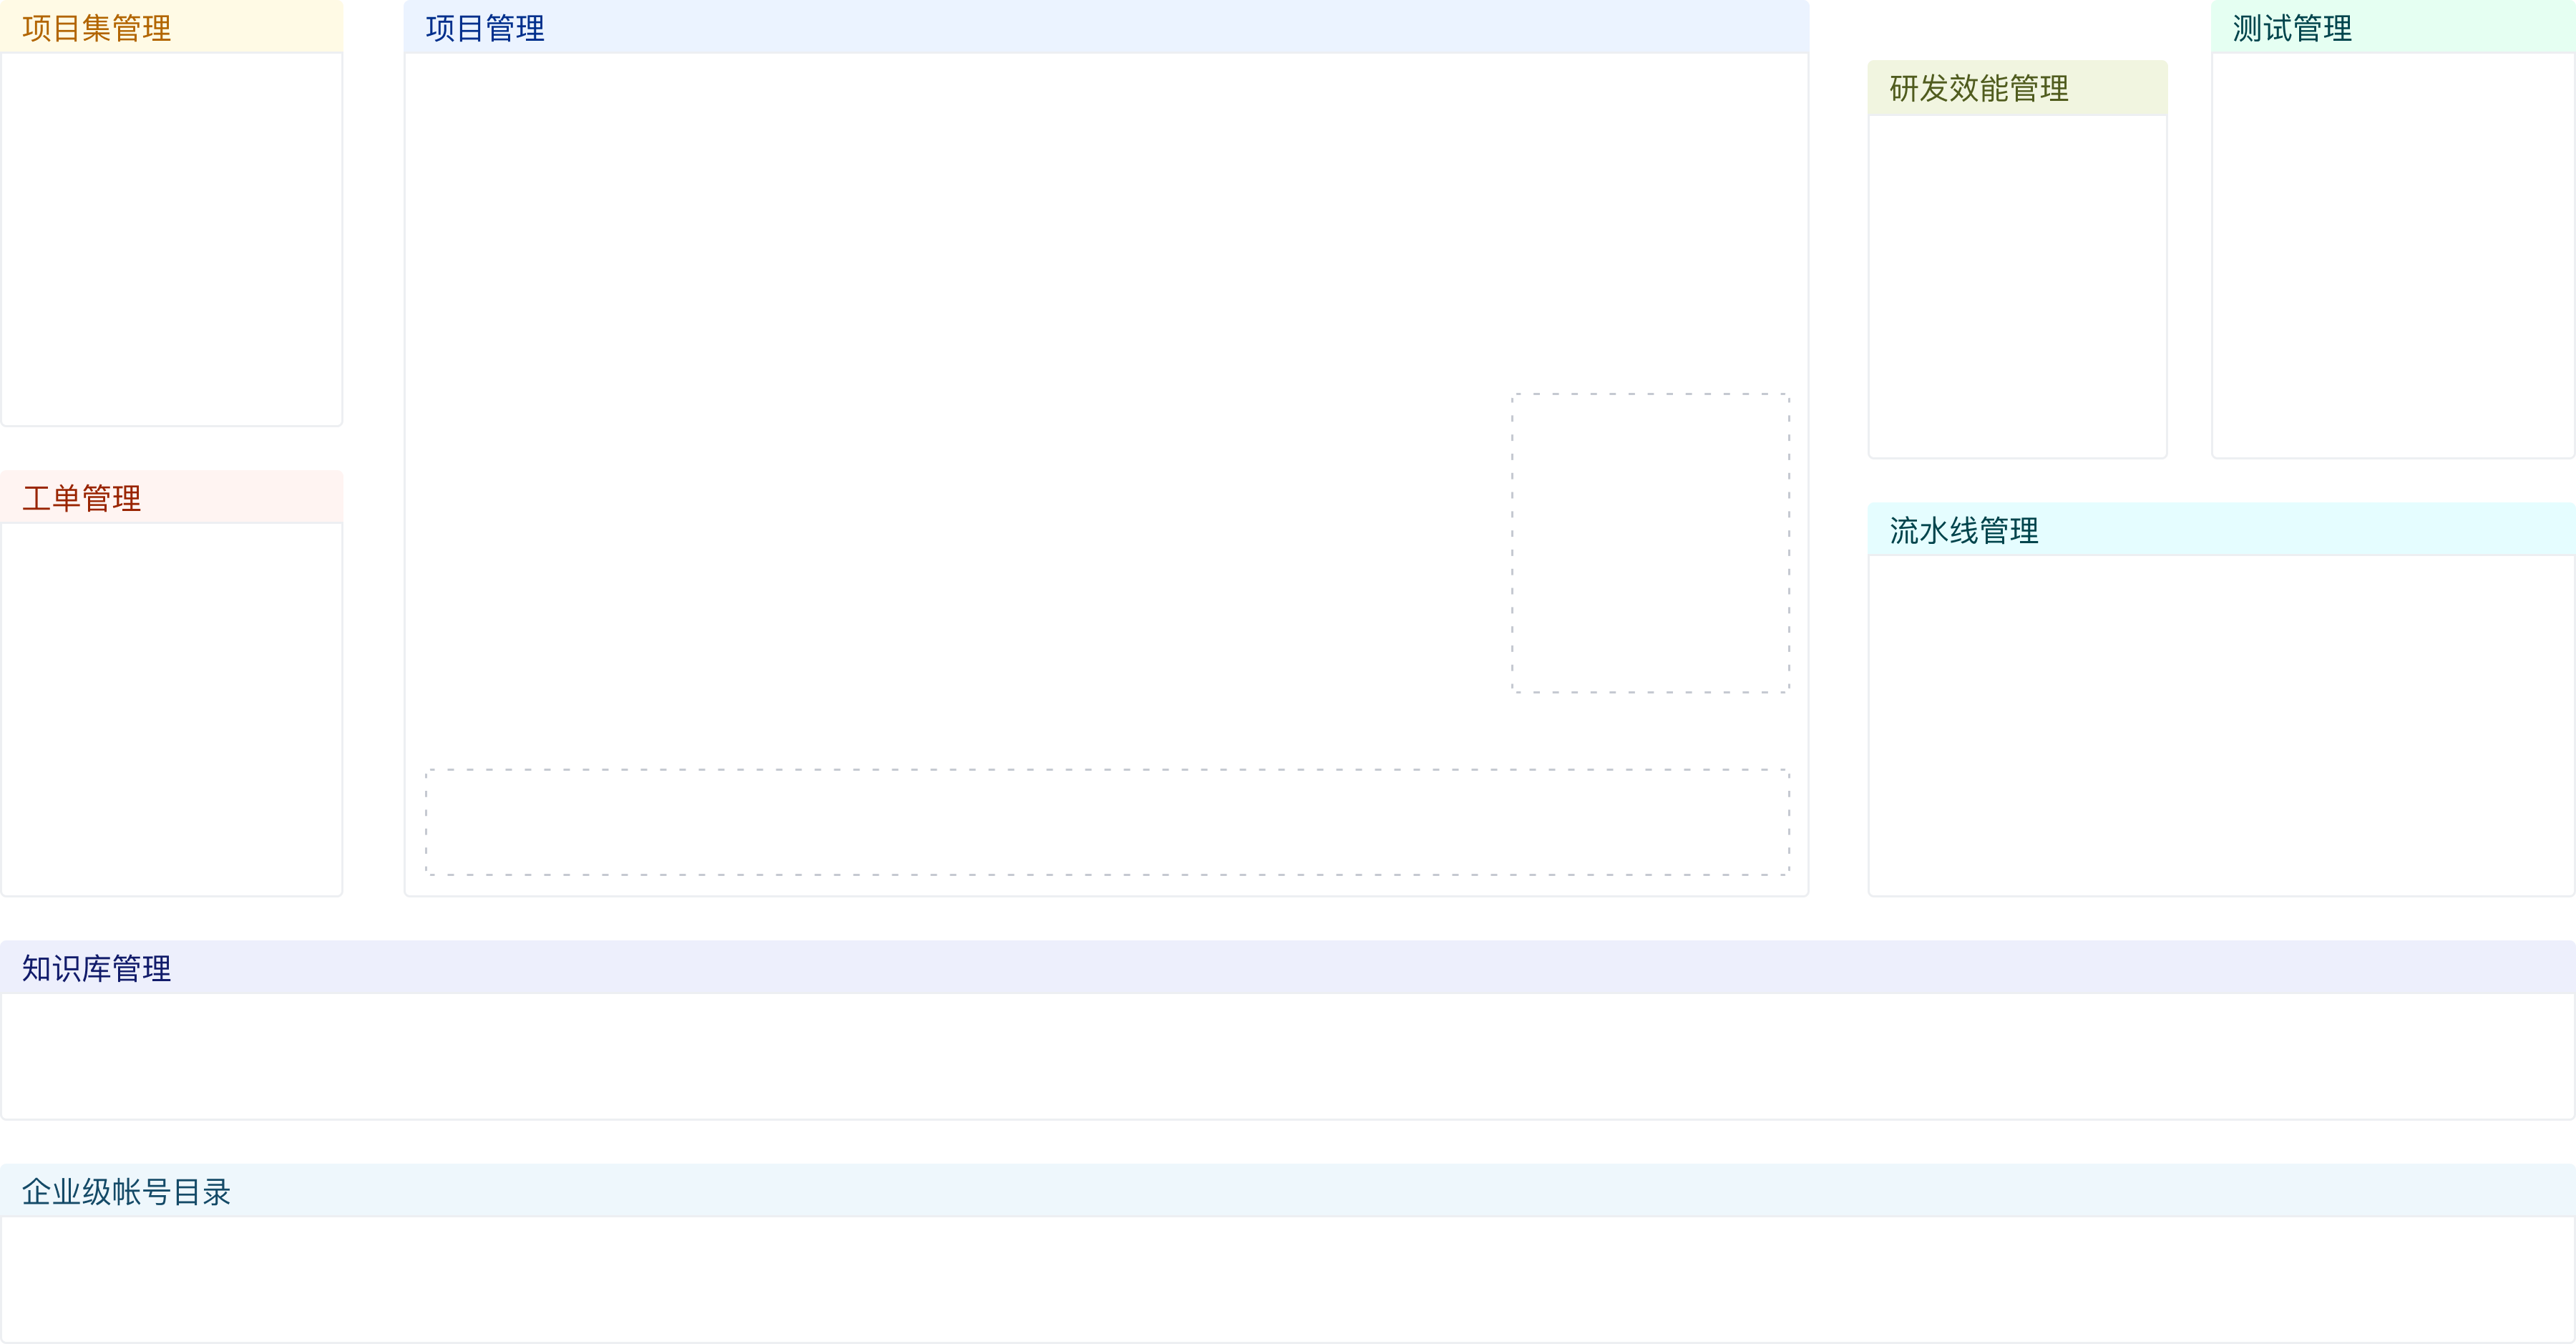 项目集管理
项目管理
测试管理
研发效能管理
工单管理
流水线管理
知识库管理
企业级帐号目录